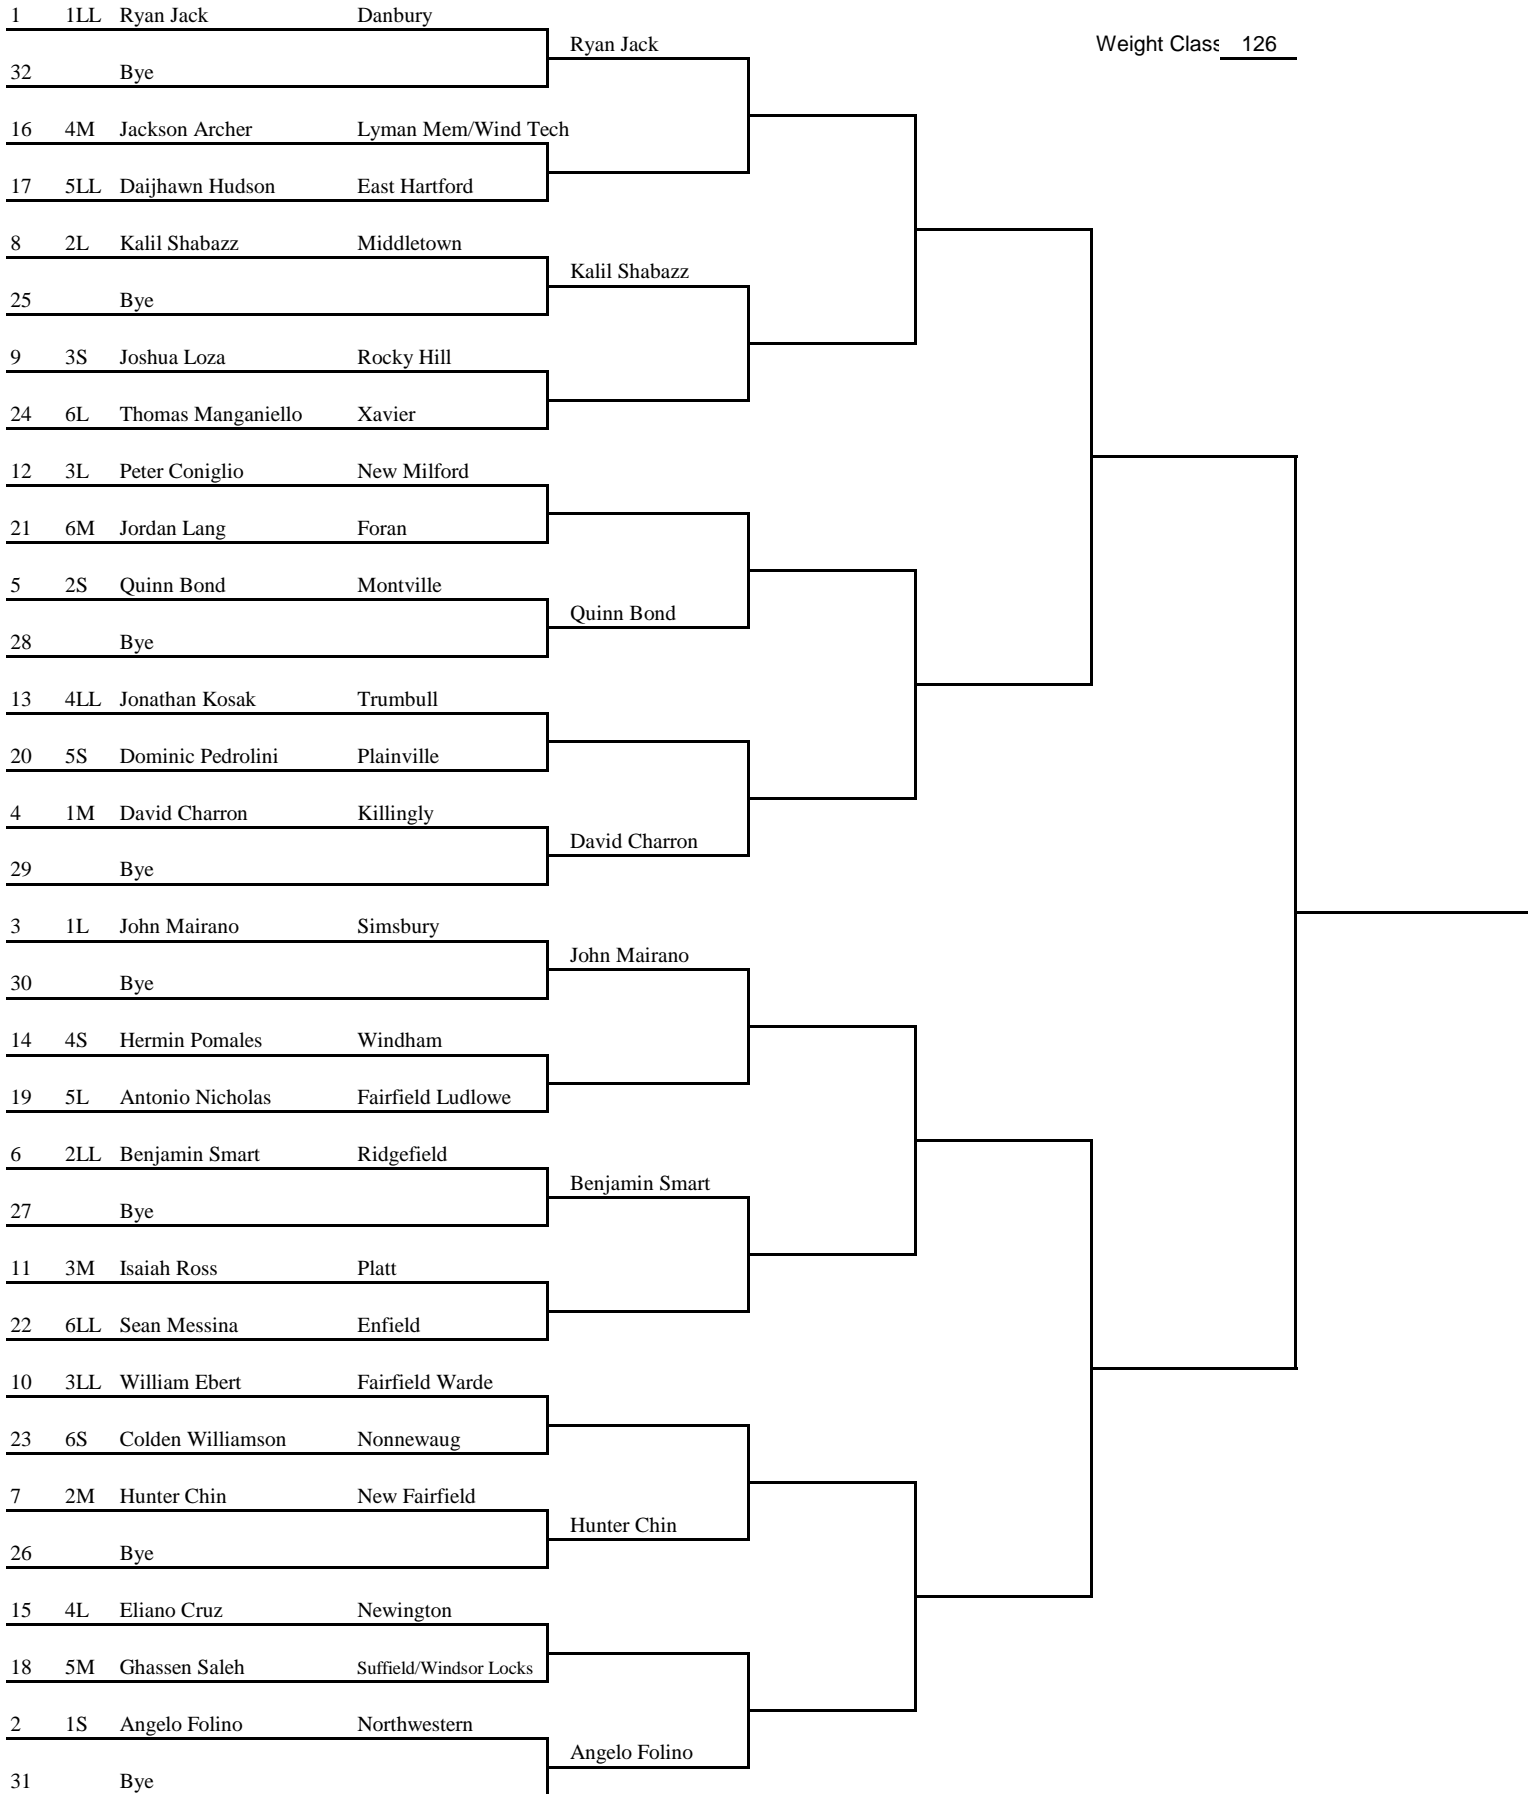 1 1LL Ryan Jack Danbury
Ryan Jack
Weight Clas 126
32 Bye
16 4M Jackson Archer Lyman Mem/Wind Tech
17 5LL Daijhawn Hudson East Hartford
8 2L Kalil Shabazz Middletown
Kalil Shabazz
25 Bye
9 3S Joshua Loza Rocky Hill
24 6L Thomas Manganiello Xavier
12 3L Peter Coniglio New Milford
21 6M Jordan Lang Foran
5 2S Quinn Bond Montville
Quinn Bond
28 Bye
13 4LL Jonathan Kosak Trumbull
20 5S Dominic Pedrolini Plainville
4 1M David Charron Killingly
David Charron
29 Bye
3 1L John Mairano Simsbury
John Mairano
30 Bye
14 4S Hermin Pomales Windham
19 5L Antonio Nicholas Fairfield Ludlowe
6 2LL Benjamin Smart Ridgefield
Benjamin Smart
27 Bye
11 3M Isaiah Ross Platt
22 6LL Sean Messina Enfield
10 3LL William Ebert Fairfield Warde
23 6S Colden Williamson Nonnewaug
7 2M Hunter Chin New Fairfield
Hunter Chin
26 Bye
15 4L Eliano Cruz Newington
18 5M Ghassen Saleh Suffield/Windsor Locks
2 1S Angelo Folino Northwestern
Angelo Folino
31 Bye